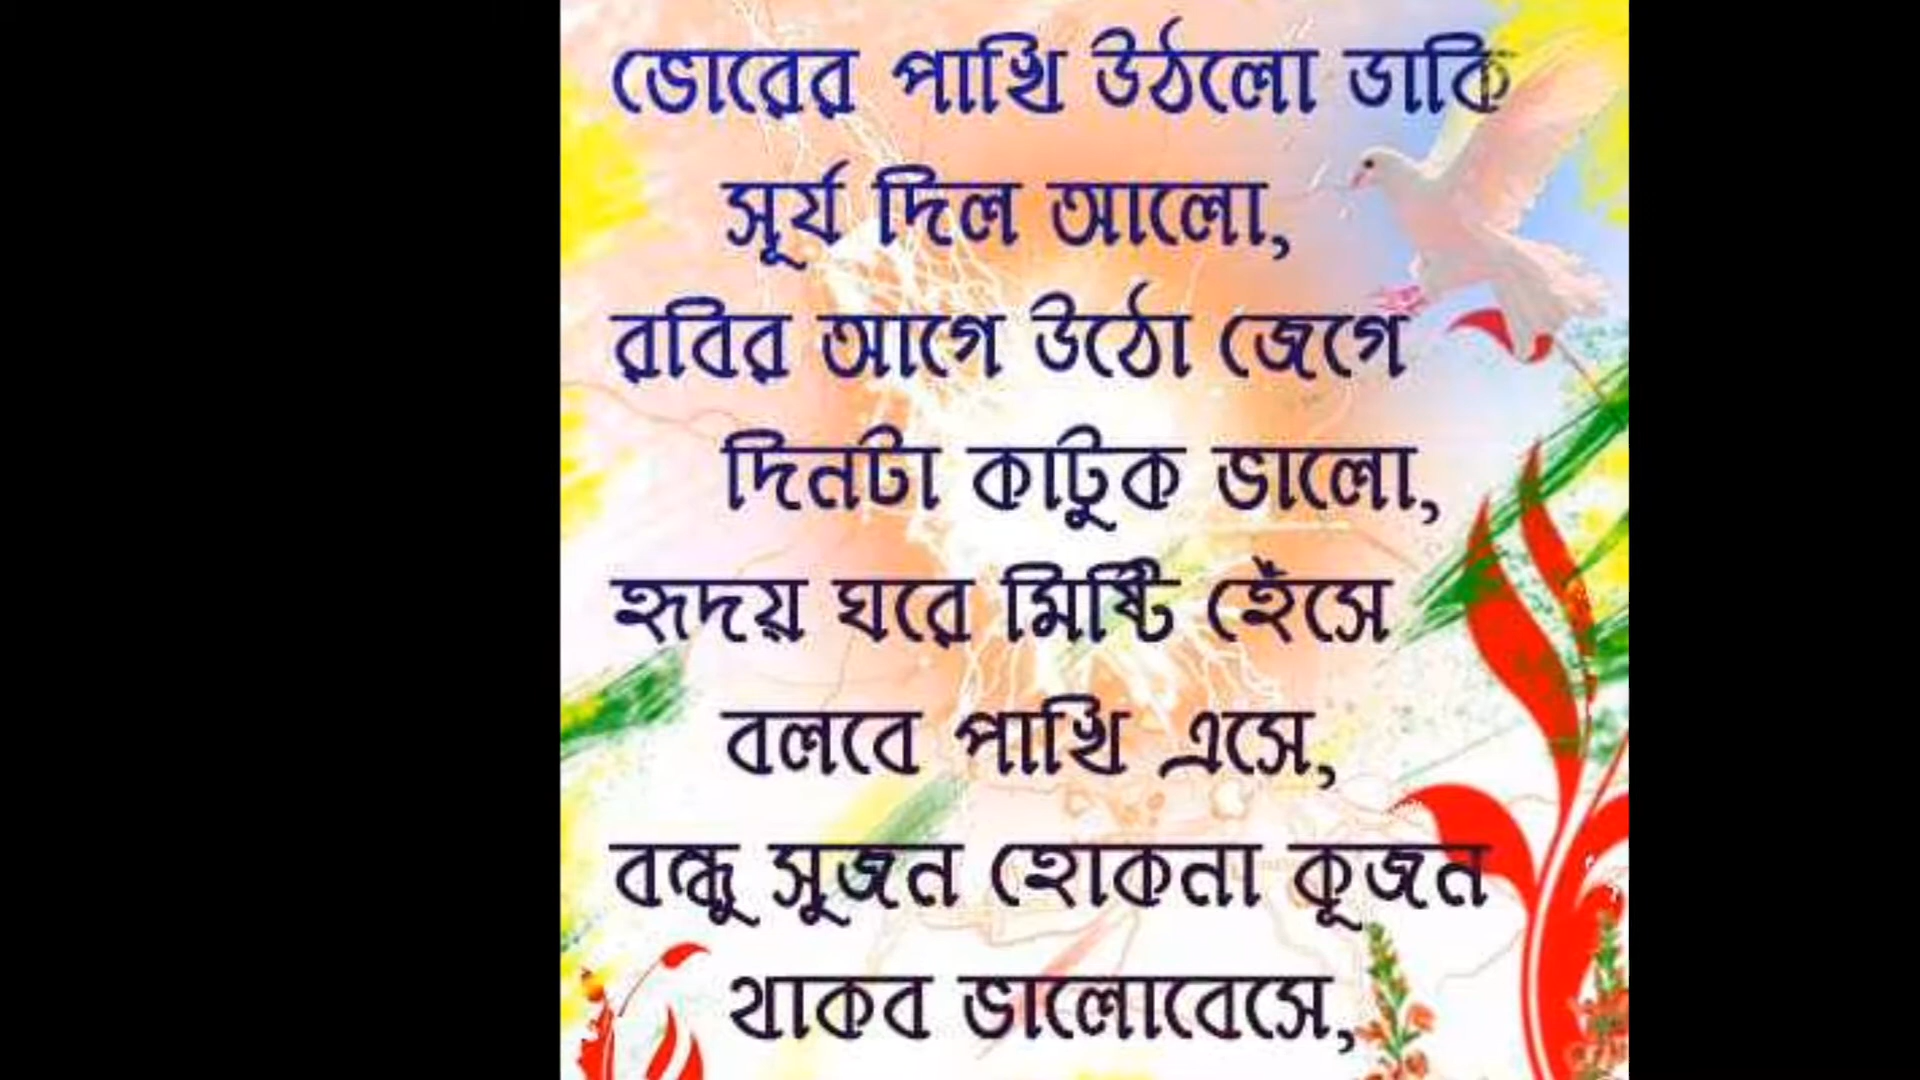 ভোরের পাখি উঠলো ডাকি
সূর্য দিল আলো,
রবির আগে উঠো জেগে
দিনটা কাটুক ভালো,
হৃদয় ঘরে মিষ্টি হেঁসে
বলবে পাখি এসে,
বন্ধু সুজন হোকনা কূজন
থাকব ভালোবেসে,